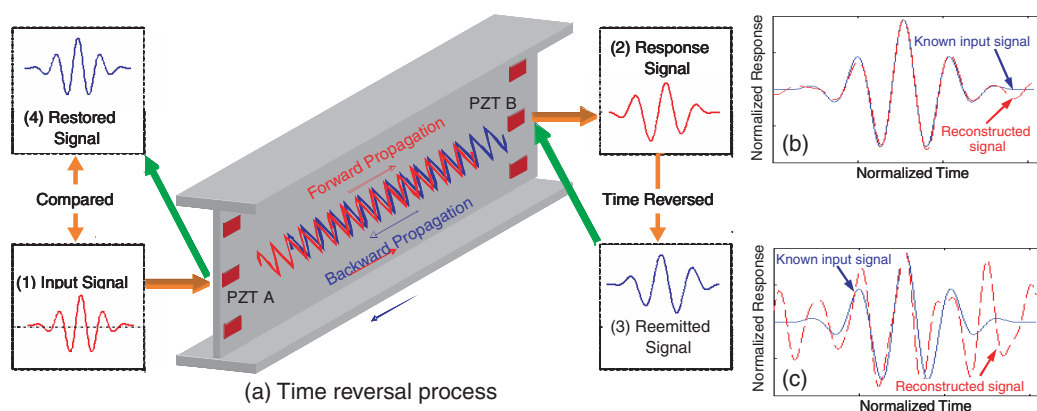 (4) Restored
Signal
Compared
(1) Input Signal
PZT A
PZT B
Forward Propagation
Backward Propagation
(2) Response
Signal
Time Reversed
(3) Reemitted
Signal
(a) Time reversal process
Normalized Response
Known input signal
Reconstructed
signal
(b)
Normalized Time
Normalized Response
Known input signal
Reconstructed signal
(c)
Normalized Time